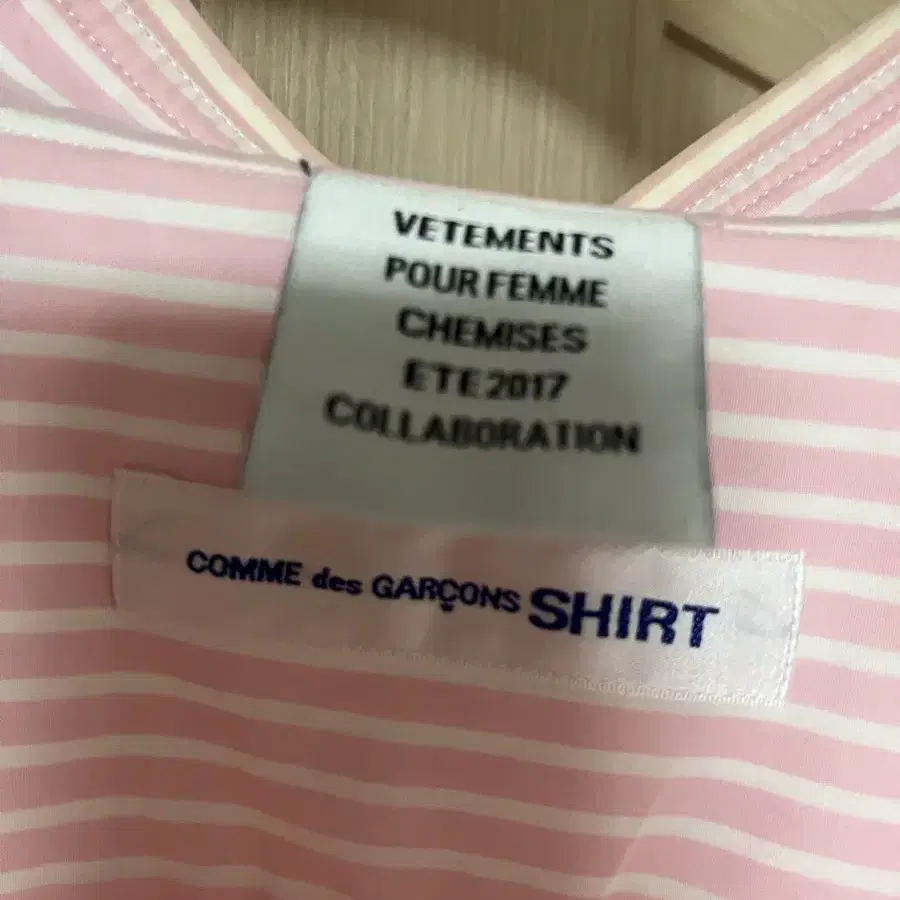 VETEMENTS
POUR FEMME
CHEMISES
ETE 2017
COLLABORATION
COMME des GARÇONS SHIRT